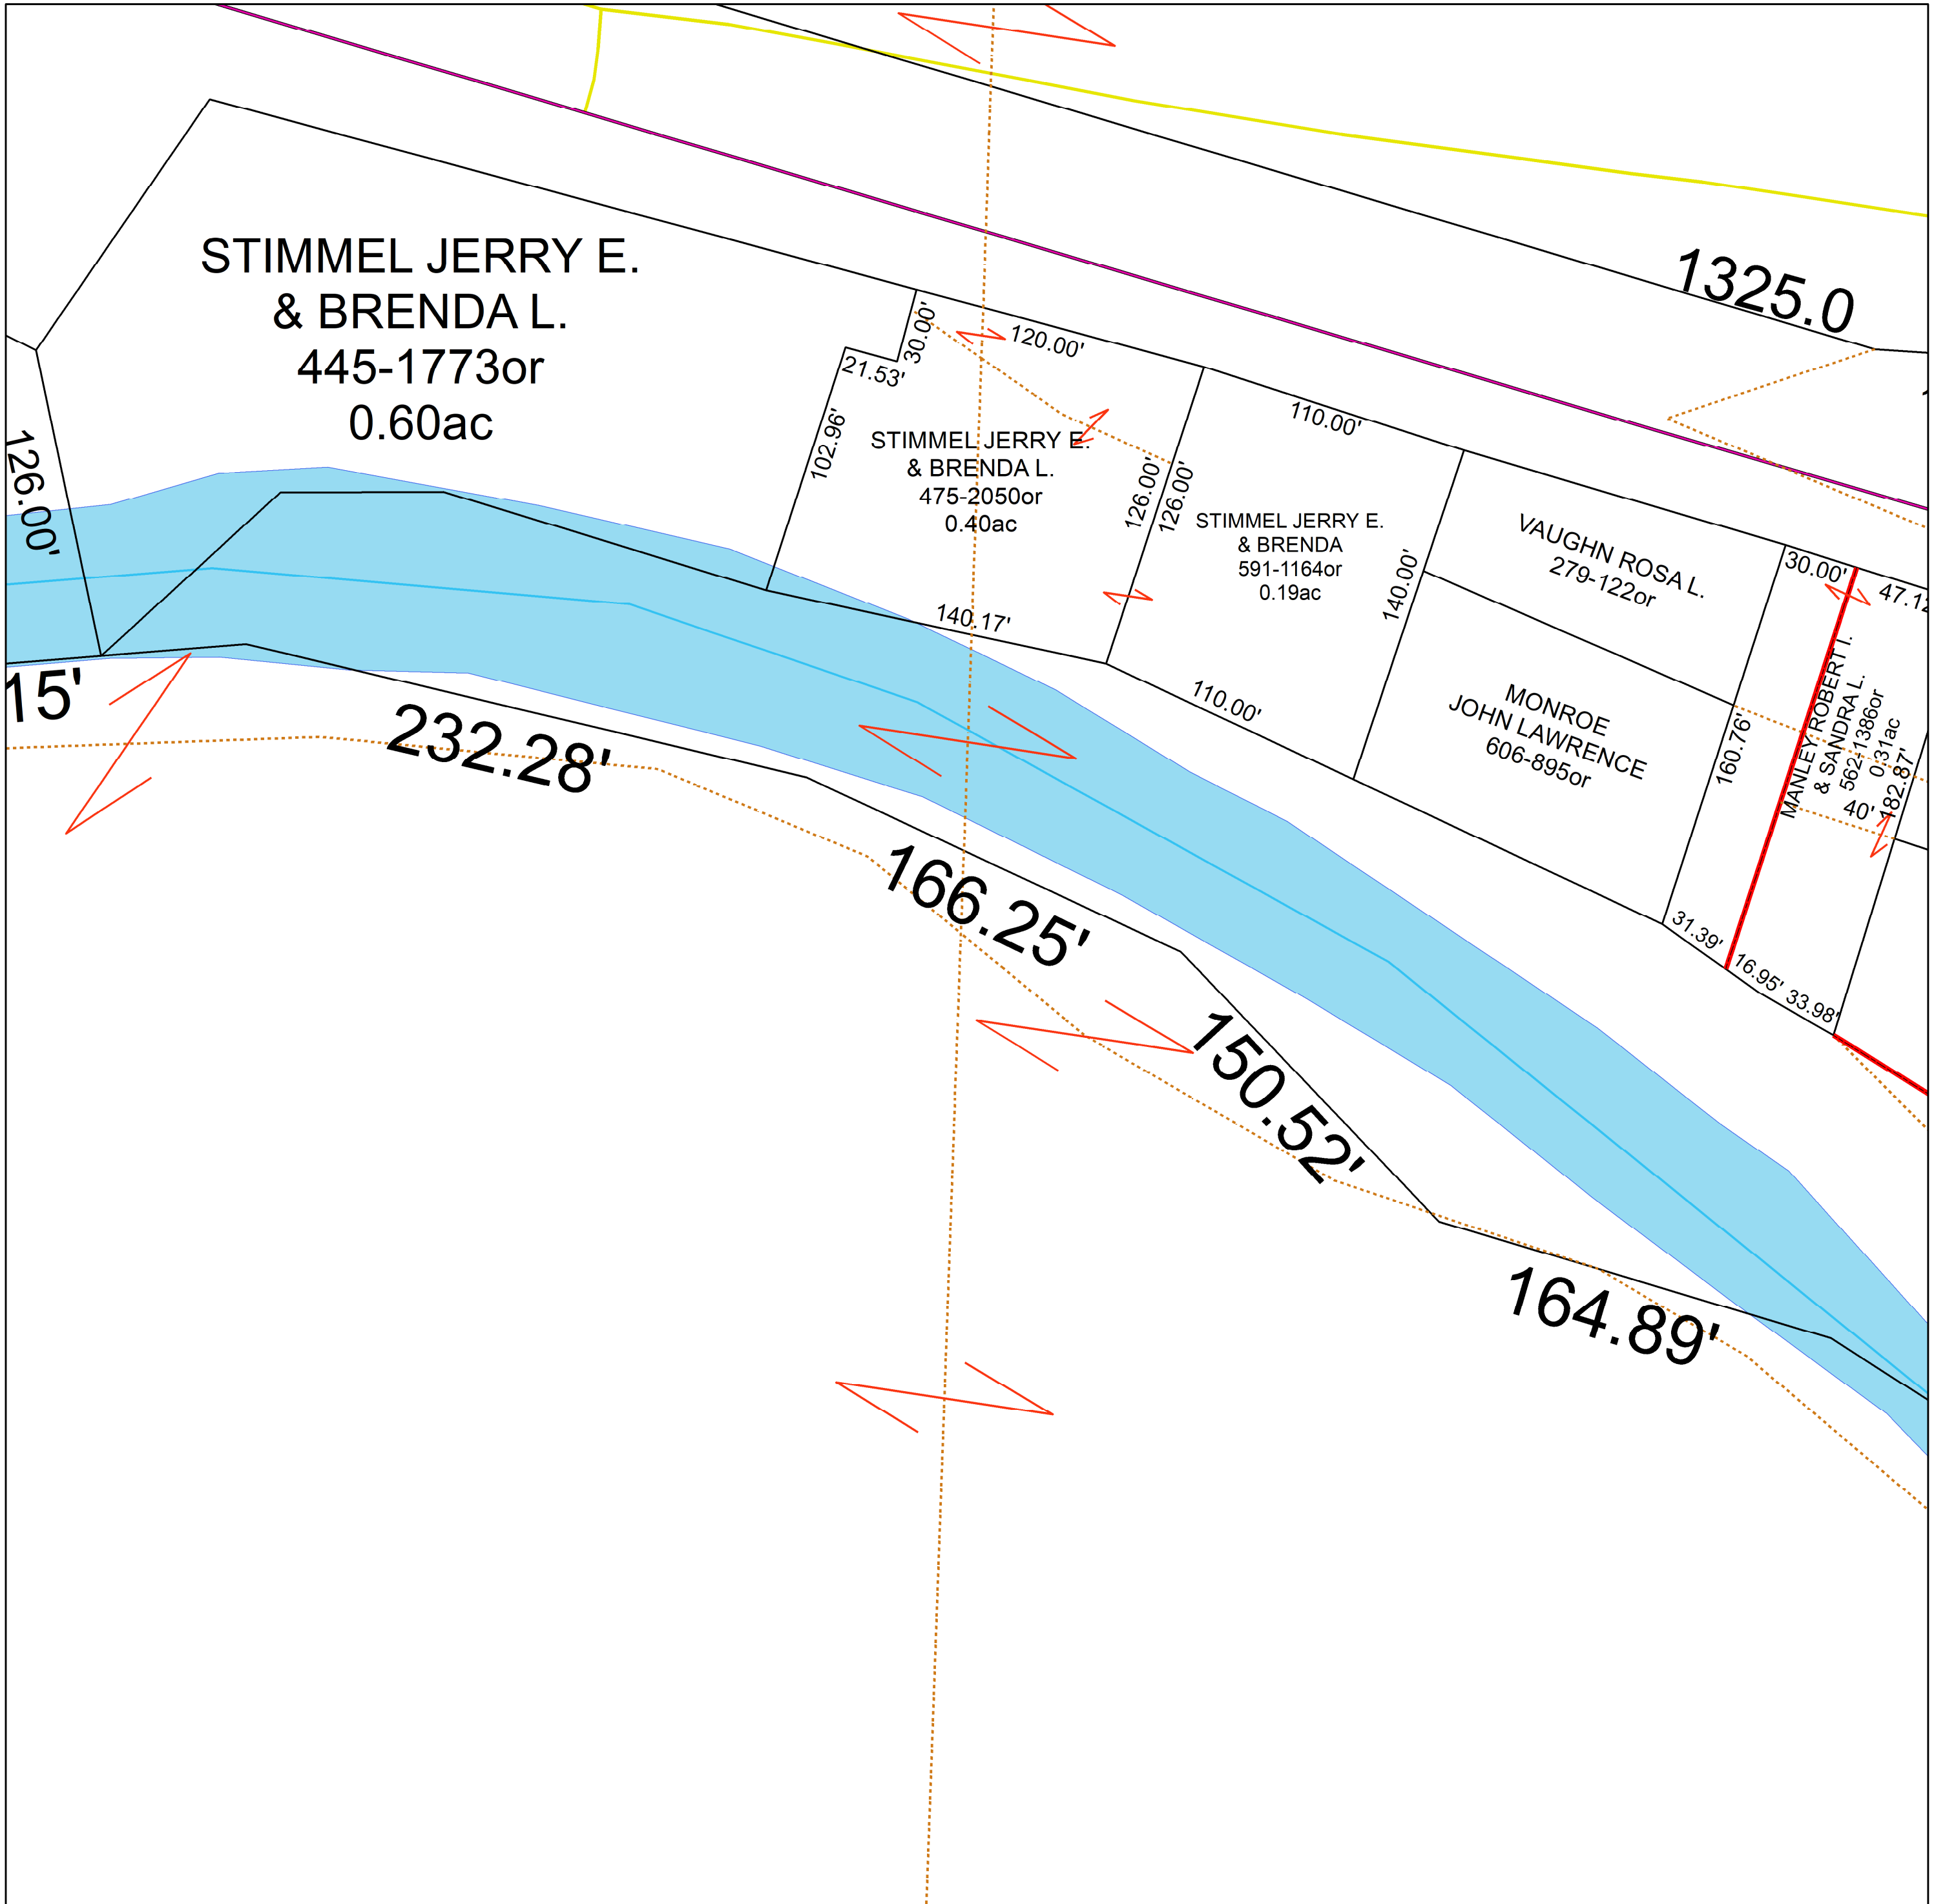 1325.0
STIMMEL JERRY E.
& BRENDA L.
445-1773or
0.60ac
126.00'
30.00'
120.00'
21.53'
102.96'
STIMMEL JERRY E.
& BRENDA L.
475-2050or
0.40ac
126.00'
126.00'
110.00'
STIMMEL JERRY E.
& BRENDA
591-1164or
0.19ac
140.00'
VAUGHN ROSA L.
279-122or
30.00'
47.12
140.17'
110.00'
MONROE
JOHN LAWRENCE
606-895or
160.76'
MANLEY ROBERT I.
& SANDRA L.
562-1386or
0.31ac
182.87'
40'
15'
232.28'
166.25'
31.39'
16.95'
33.98'
150.52'
164.89'